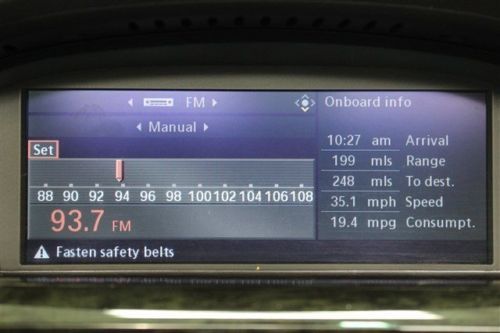 FM
Manual
Set
88 90 92 94 96 98 100 102 104 106 108
93.7 FM
Onboard info
10:27 am Arrival
199 mls Range
248 mls To dest.
35.1 mph Speed
19.4 mpg Consumpt.
Fasten safety belts